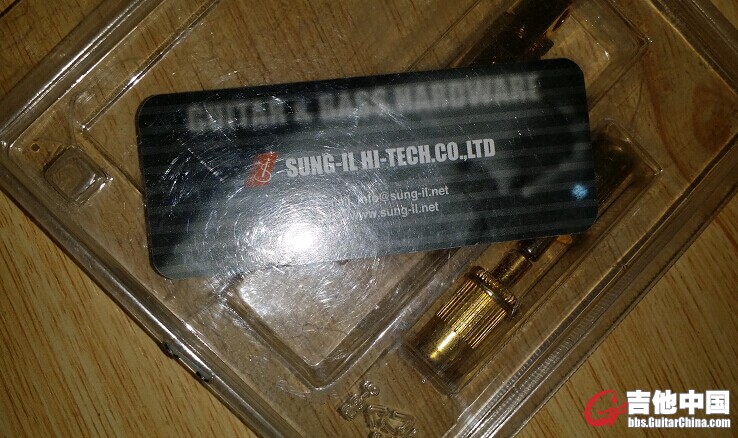 GUITAR & BASS HARDWARE
SUNG-IL HI-TECH.CO.,LTD
info@sung-il.net
www.sung-il.net
吉他中国
bbs.GuitarChina.com